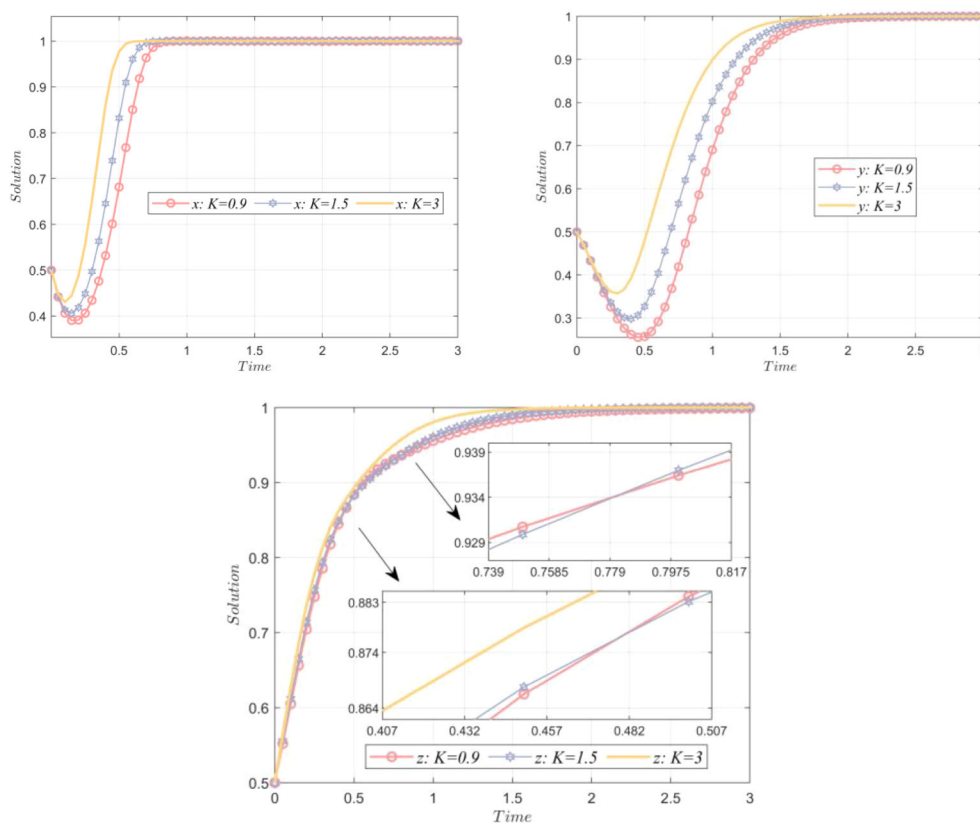 1
0.9
0.8
0.7
0.6
0.5
0.4
Solution
0.5 1 1.5 2 2.5 3
Time
x: K=0.9 x: K=1.5 x: K=3
1
0.9
0.8
0.7
0.6
0.5
0.4
0.3
Solution
0 0.5 1 1.5 2 2.5
Time
y: K=0.9
y: K=1.5
y: K=3
1
0.9
0.8
0.7
0.6
0.5
Solution
0 0.5 1 1.5 2 2.5 3
Time
0.939
0.934
0.929
0.739 0.7585 0.779 0.7975 0.817
0.883
0.874
0.864
0.407 0.432 0.457 0.482 0.507
z: K=0.9 z: K=1.5 z: K=3